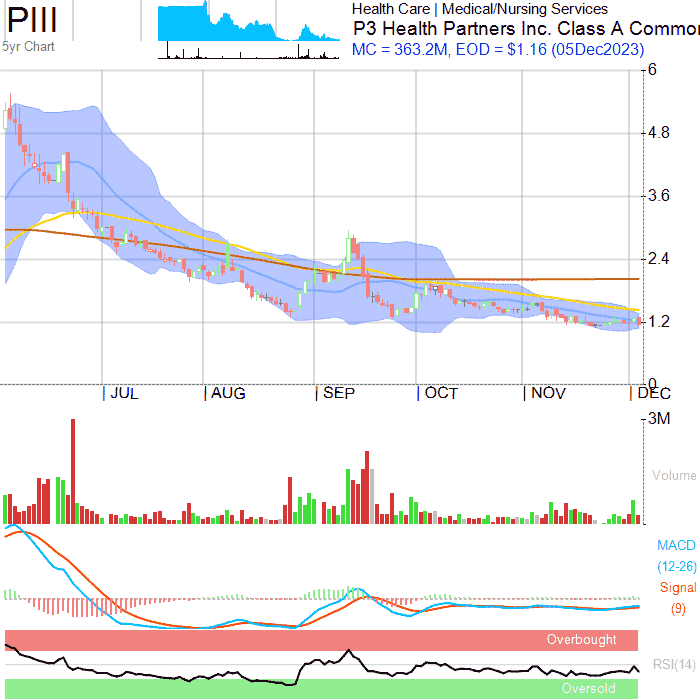 PIII
5yr Chart
Health Care | Medical/Nursing Services
P3 Health Partners Inc. Class A Common
MC = 363.2M, EOD = $1.16 (05Dec2023)
6
4.8
3.6
2.4
1.2
0
JUL AUG SEP OCT NOV DEC
3M
Volume
MACD
(12-26)
Signal
(9)
Overbought
RSI(14)
Oversold